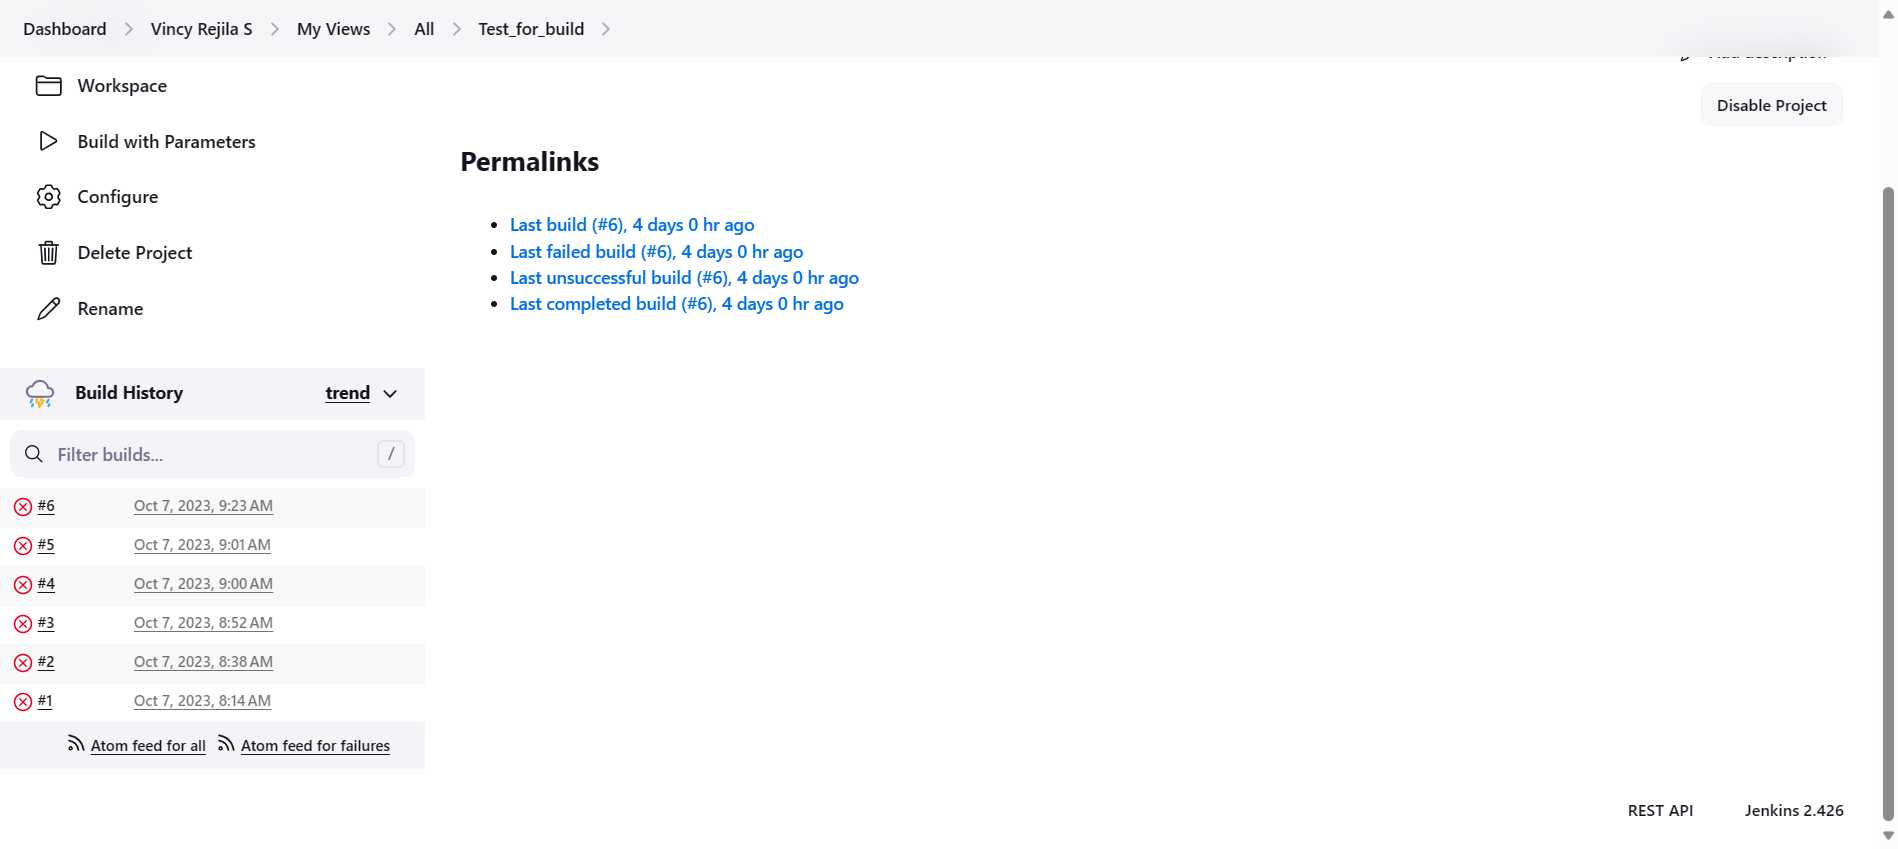 Dashboard > Vincy Rejila S > My Views > All > Test_for_build >
Add description
Disable Project
Workspace
Build with Parameters
Configure
Delete Project
Rename
Permalinks
• Last build (#6), 4 days 0 hr ago
• Last failed build (#6), 4 days 0 hr ago
• Last unsuccessful build (#6), 4 days 0 hr ago
• Last completed build (#6), 4 days 0 hr ago
Build History trend
Filter builds... /
#6 Oct 7, 2023, 9:23 AM
#5 Oct 7, 2023, 9:01 AM
#4 Oct 7, 2023, 9:00 AM
#3 Oct 7, 2023, 8:52 AM
#2 Oct 7, 2023, 8:38 AM
#1 Oct 7, 2023, 8:14 AM
Atom feed for all Atom feed for failures
REST API Jenkins 2.426